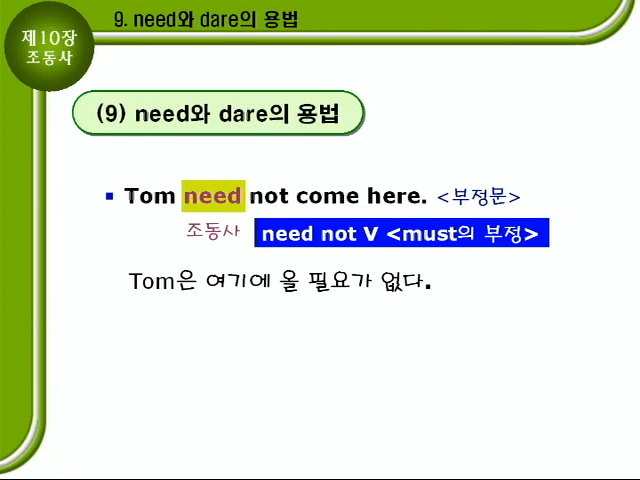 9. need와 dare의 용법
제10장
조동사
(9) need와 dare의 용법
Tom need not come here. <부정문>
조동사 need not V <must의 부정>
Tom은 여기에 올 필요가 없다.